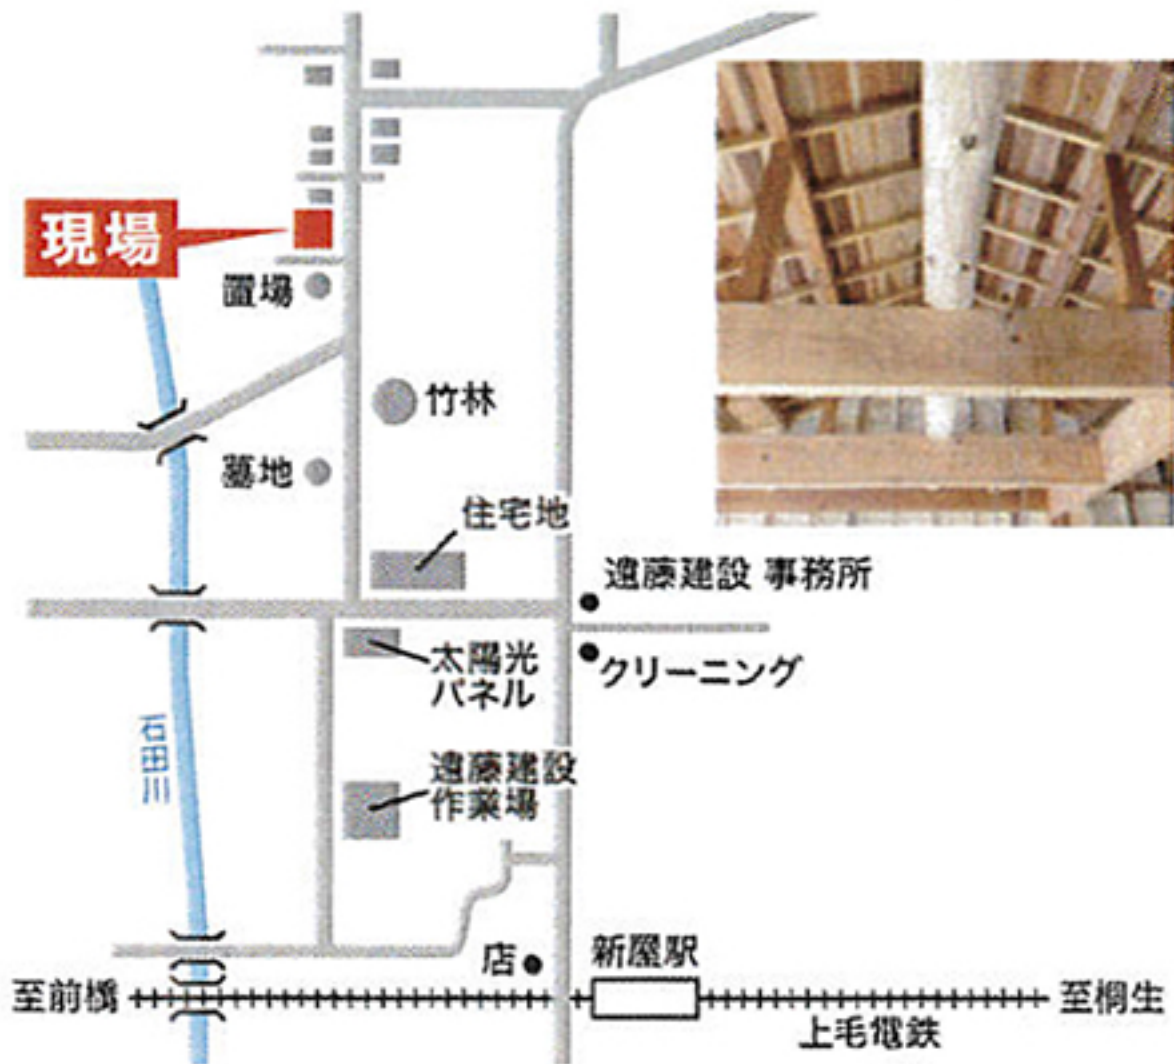 現場
置場
竹林
墓地
住宅地
遠藤建設 事務所
太陽光
パネル
クリーニング
石田川
遠藤建設
作業場
店
新屋駅
至前橋
至桐生
上毛電鉄